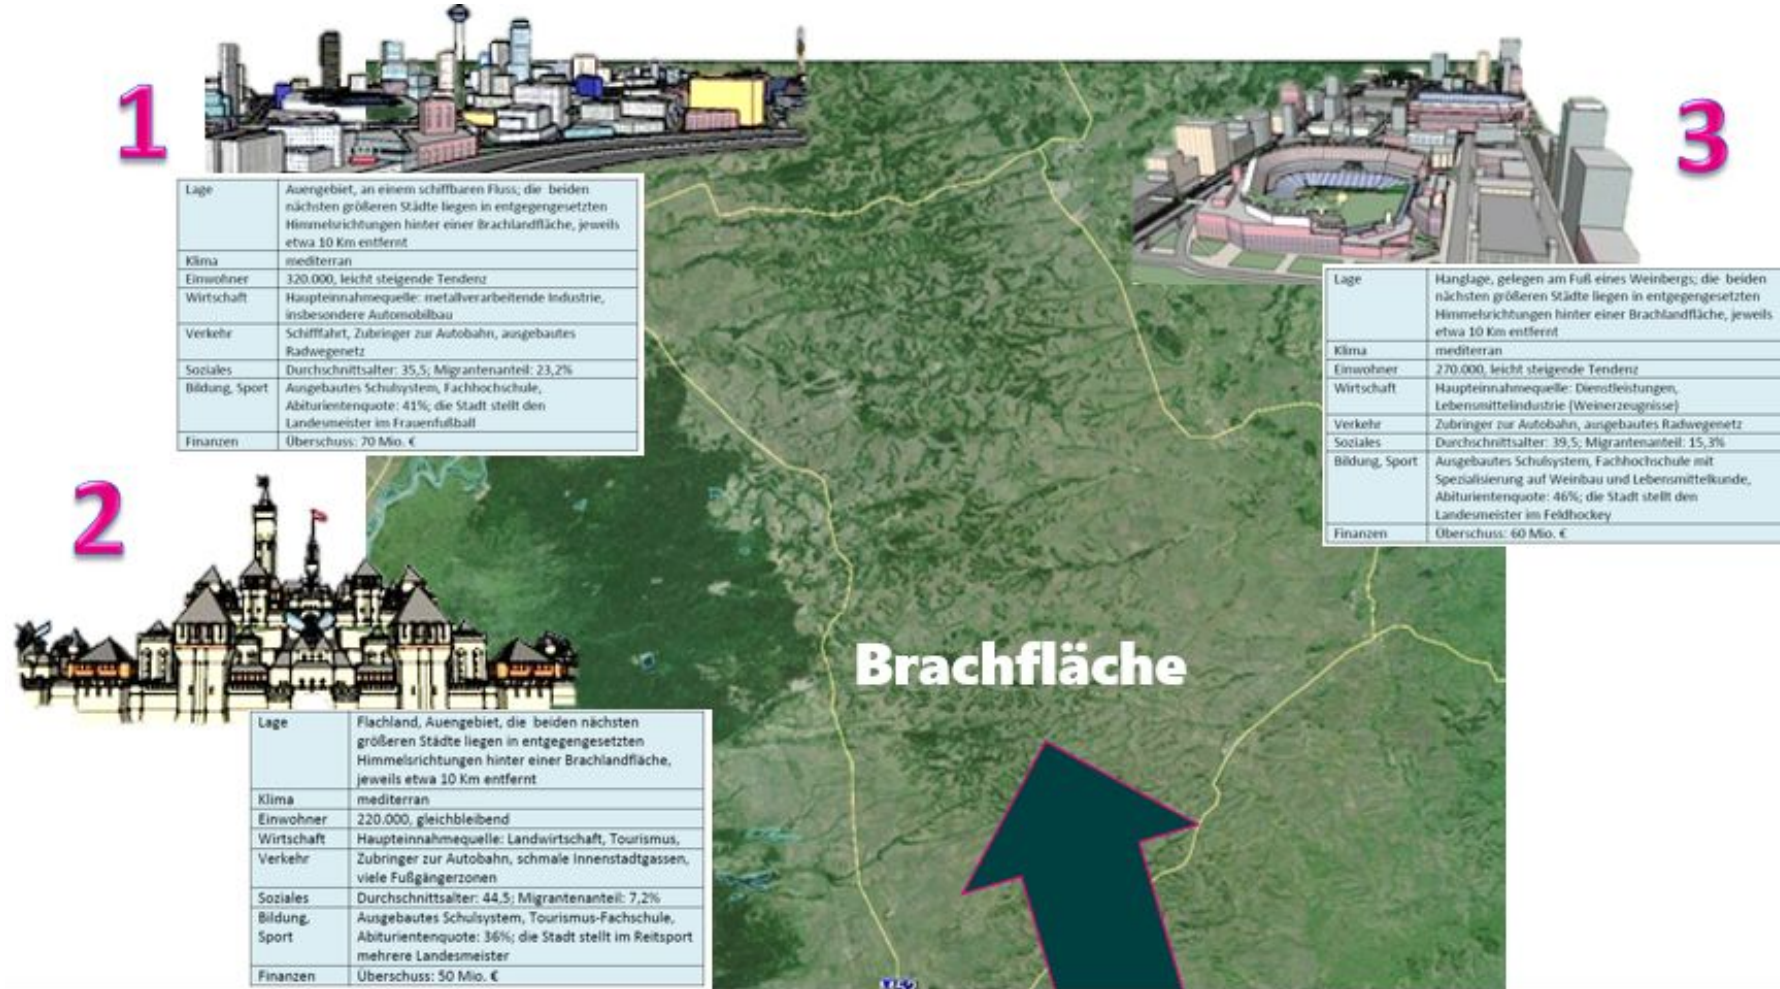 1
Lage Auengebiet, an einem schiffbaren Fluss; die beiden
nächsten größeren Städte liegen in entgegengesetzten
Himmelsrichtungen hinter einer Brachlandfläche, jeweils
etwa 10 Km entfernt
Klima mediterran
Einwohner 320.000, leicht steigende Tendenz
Wirtschaft Haupteinnahmequelle: metallverarbeitende Industrie,
insbesondere Automobilbau
Verkehr Schifffahrt, Zubringer zur Autobahn, ausgebautes
Radwegenetz
Soziales Durchschnittsalter: 35,5; Migrantenanteil: 23,2%
Bildung, Sport Ausgebautes Schulsystem, Fachhochschule,
Abiturientenquote: 41%; die Stadt stellt den
Landesmeister im Frauenfußball
Finanzen Überschuss: 70 Mio. €
3
Lage Hanglage, gelegen am Fuß eines Weinbergs; die beiden
nächsten größeren Städte liegen in entgegengesetzten
Himmelsrichtungen hinter einer Brachlandfläche, jeweils
etwa 10 Km entfernt
Klima mediterran
Einwohner 270.000, leicht steigende Tendenz
Wirtschaft Haupteinnahmequelle: Dienstleistungen,
Lebensmittelindustrie (Weinerzeugnisse)
Verkehr Zubringer zur Autobahn, ausgebautes Radwegenetz
Soziales Durchschnittsalter: 39,5; Migrantenanteil: 15,3%
Bildung, Sport Ausgebautes Schulsystem, Fachhochschule mit
Spezialisierung auf Weinbau und Lebensmittelkunde,
Abiturientenquote: 46%; die Stadt stellt den
Landesmeister im Feldhockey
Finanzen Überschuss: 60 Mio. €
2
Lage Flachland, Auengebiet, die beiden nächsten
größeren Städte liegen in entgegengesetzten
Himmelsrichtungen hinter einer Brachlandfläche,
jeweils etwa 10 Km entfernt
Klima mediterran
Einwohner 220.000, gleichbleibend
Wirtschaft Haupteinnahmequelle: Landwirtschaft, Tourismus,
Verkehr Zubringer zur Autobahn, schmale Innenstadtgassen,
viele Fußgängerzonen
Soziales Durchschnittsalter: 44,5; Migrantenanteil: 7,2%
Bildung, Ausgebautes Schulsystem, Tourismus-Fachschule,
Sport Abiturientenquote: 36%; die Stadt stellt im Reitsport
mehrere Landesmeister
Finanzen Überschuss: 50 Mio. €
Brachfläche